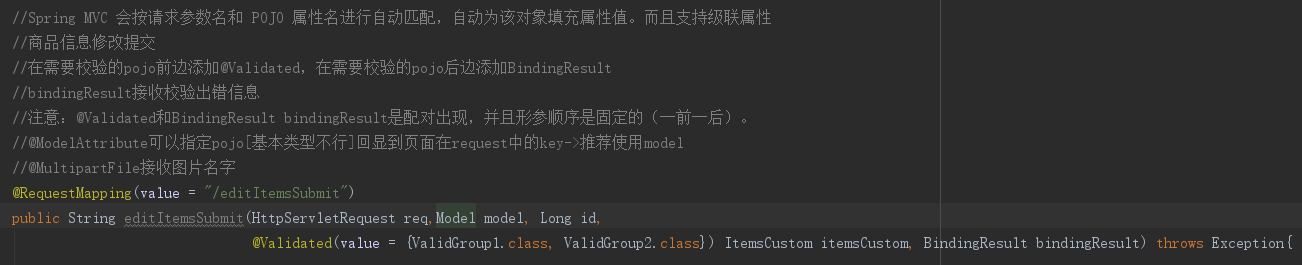 //Spring MVC 会按请求参数名和 POJO 属性名进行自动匹配，自动为该对象填充属性值。而且支持级联属性
//商品信息修改提交
//在需要校验的pojo前边添加@Validated，在需要校验的pojo后边添加BindingResult
//bindingResult接收校验出错信息
//注意：@Validated和BindingResult bindingResult是配对出现，并且形参顺序是固定的（一前一后）。
//@ModelAttribute可以指定pojo[基本类型不行]回显到页面在request中的key->推荐使用model
//@MultipartFile接收图片名字
@RequestMapping(value = "/editItemsSubmit")
public String editItemsSubmit(HttpServletRequest req,Model model, Long id,
@Validated(value = {ValidGroup1.class, ValidGroup2.class}) ItemsCustom itemsCustom, BindingResult bindingResult) throws Exception{